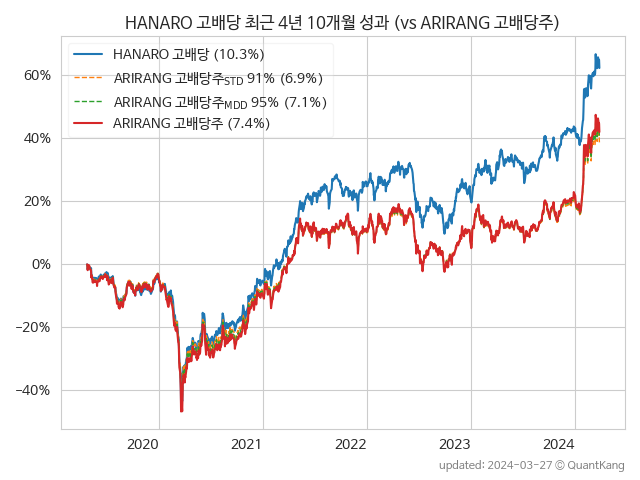 HANARO 고배당 최근 4년 10개월 성과 (vs ARIRANG 고배당주)
HANARO 고배당 (10.3%)
ARIRANG 고배당주STD 91% (6.9%)
ARIRANG 고배당주MDD 95% (7.1%)
ARIRANG 고배당주 (7.4%)
60%
40%
20%
0%
−20%
−40%
2020 2021 2022 2023 2024
updated: 2024-03-27 © QuantKang